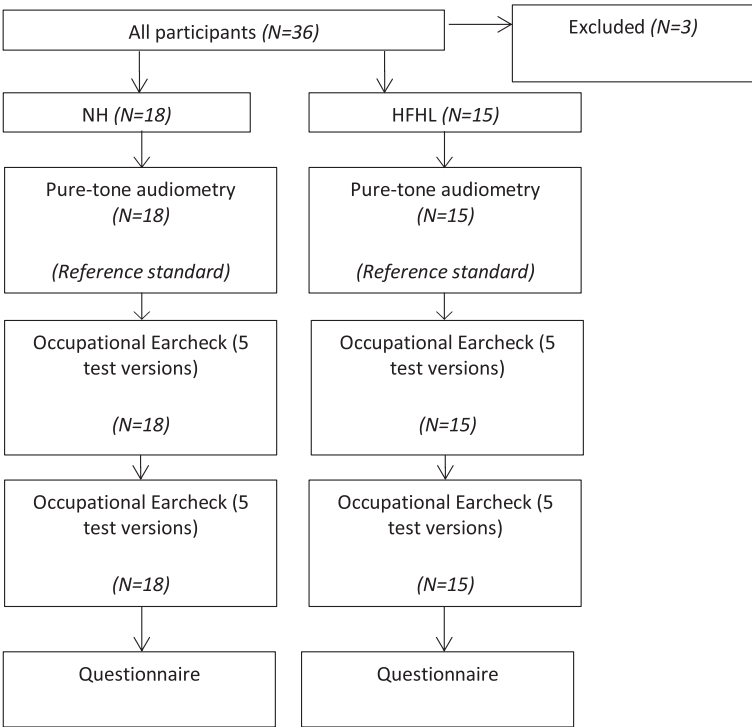 All participants (N=36)
Excluded (N=3)
NH (N=18)
HFHL (N=15)
Pure-tone audiometry
(N=18)
(Reference standard)
Pure-tone audiometry
(N=15)
(Reference standard)
Occupational Earcheck (5
test versions)
(N=18)
Occupational Earcheck (5
test versions)
(N=15)
Occupational Earcheck (5
test versions)
(N=18)
Occupational Earcheck (5
test versions)
(N=15)
Questionnaire
Questionnaire